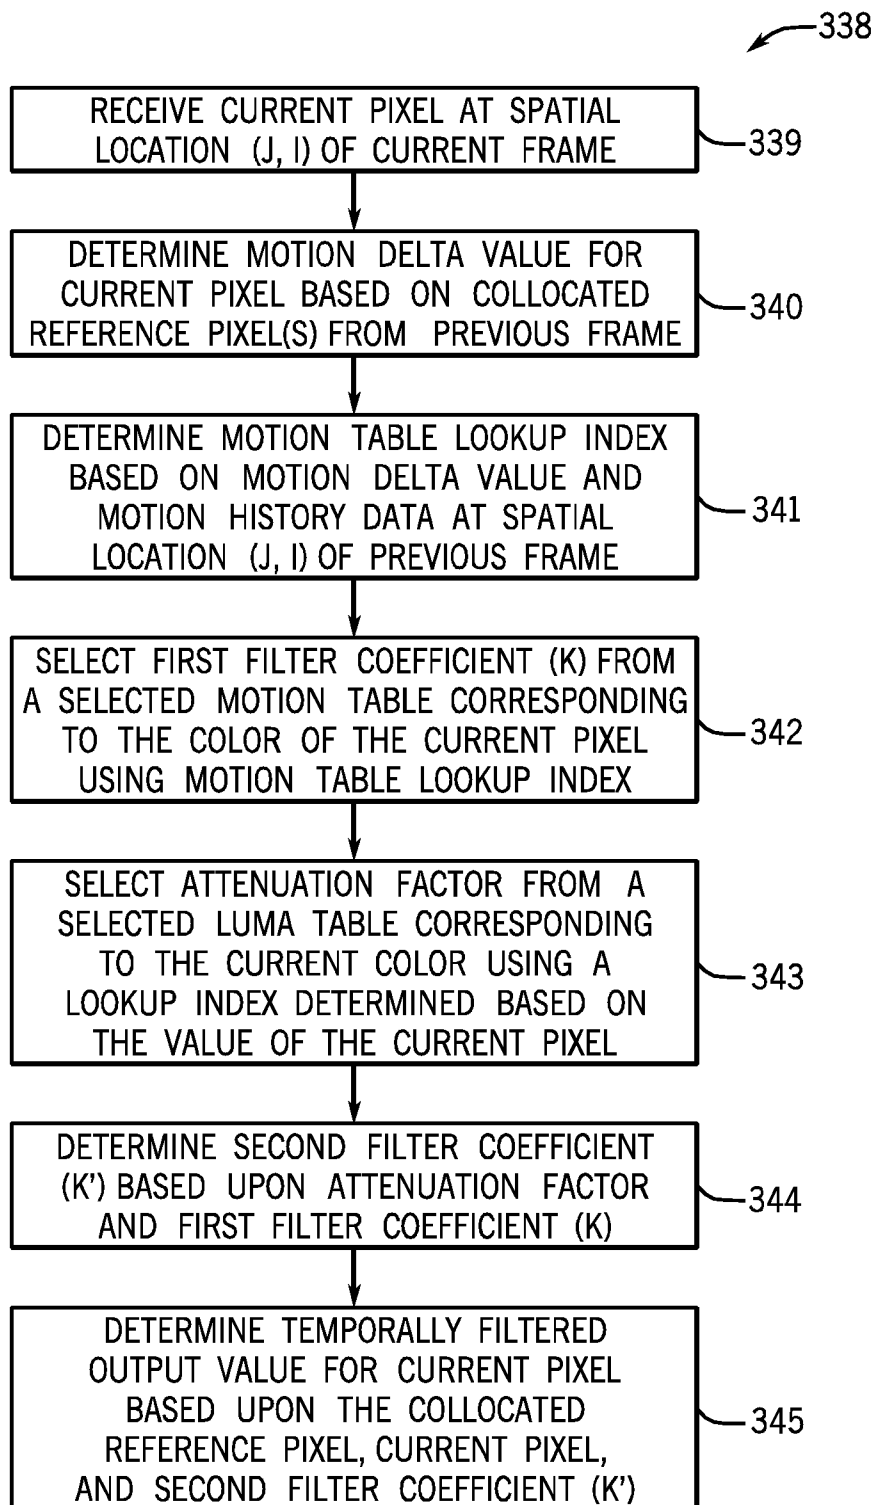 338
RECEIVE CURRENT PIXEL AT SPATIAL
LOCATION (J, I) OF CURRENT FRAME
339
DETERMINE MOTION DELTA VALUE FOR
CURRENT PIXEL BASED ON COLLOCATED
REFERENCE PIXEL(S) FROM PREVIOUS FRAME
340
DETERMINE MOTION TABLE LOOKUP INDEX
BASED ON MOTION DELTA VALUE AND
MOTION HISTORY DATA AT SPATIAL
LOCATION (J, I) OF PREVIOUS FRAME
341
SELECT FIRST FILTER COEFFICIENT (K) FROM
A SELECTED MOTION TABLE CORRESPONDING
TO THE COLOR OF THE CURRENT PIXEL
USING MOTION TABLE LOOKUP INDEX
342
SELECT ATTENUATION FACTOR FROM A
SELECTED LUMA TABLE CORRESPONDING
TO THE CURRENT COLOR USING A
LOOKUP INDEX DETERMINED BASED ON
THE VALUE OF THE CURRENT PIXEL
343
DETERMINE SECOND FILTER COEFFICIENT
(K') BASED UPON ATTENUATION FACTOR
AND FIRST FILTER COEFFICIENT (K)
344
DETERMINE TEMPORALLY FILTERED
OUTPUT VALUE FOR CURRENT PIXEL
BASED UPON THE COLLOCATED
REFERENCE PIXEL, CURRENT PIXEL,
AND SECOND FILTER COEFFICIENT (K')
345